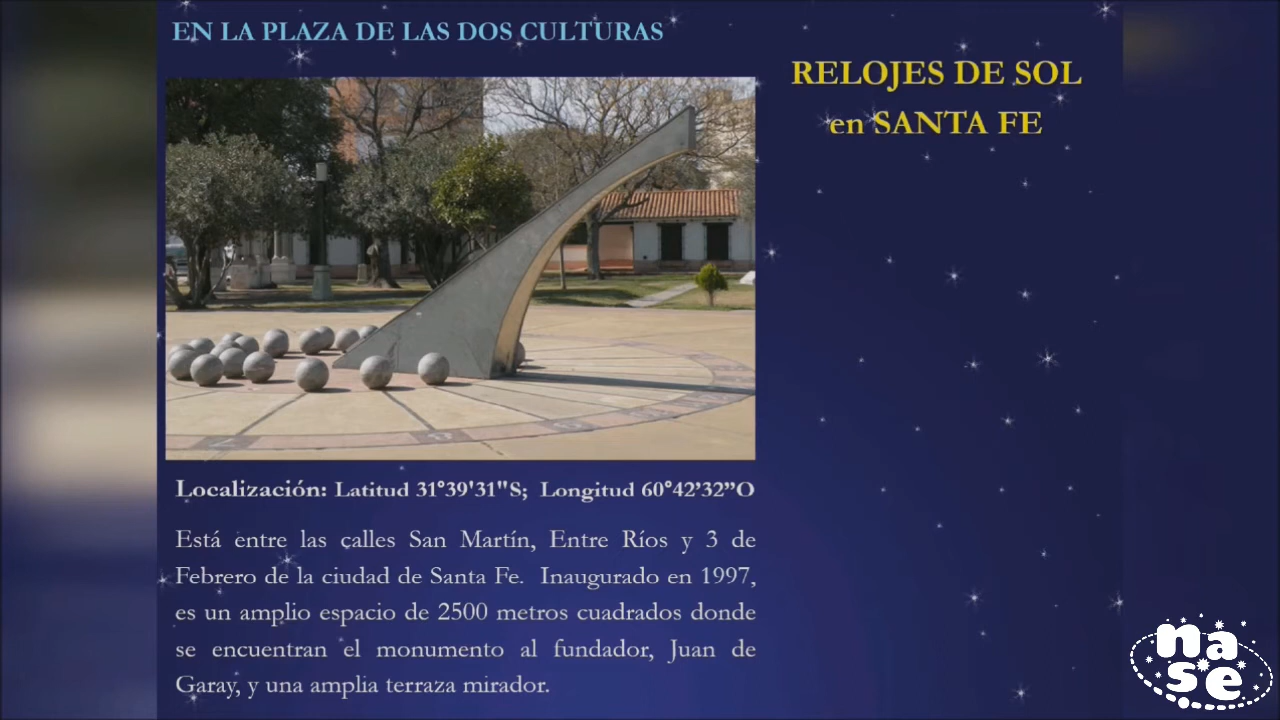 EN LA PLAZA DE LAS DOS CULTURAS
RELOJES DE SOL
en SANTA FE
Localización: Latitud 31°39'31"S; Longitud 60°42'32”O
Está entre las calles San Martín, Entre Ríos y 3 de
Febrero de la ciudad de Santa Fe. Inaugurado en 1997,
es un amplio espacio de 2500 metros cuadrados donde
se encuentran el monumento al fundador, Juan de
Garay, y una amplia terraza mirador.
nase